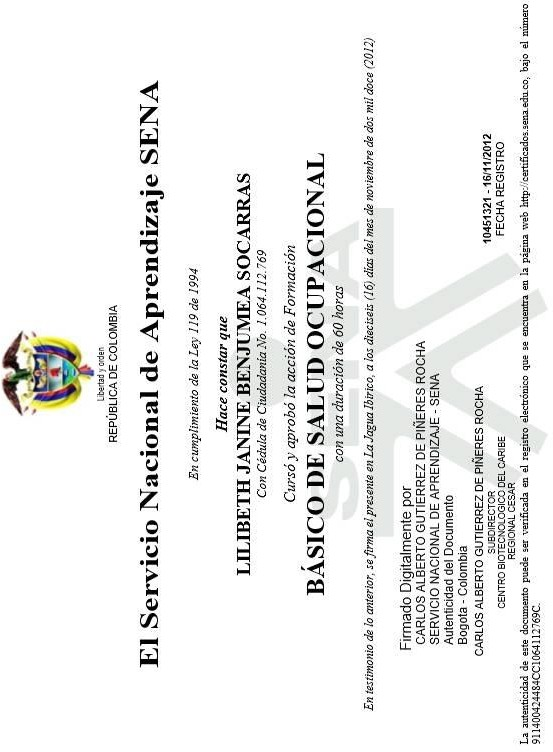 Libertad y orden
REPUBLICA DE COLOMBIA
El Servicio Nacional de Aprendizaje SENA
En cumplimiento de la Ley 119 de 1994
Hace constar que
LILIBETH JANINE BENJUMEA SOCARRAS
Con Cédula de Ciudadania No. 1.064.112.769
Cursó y aprobó la acción de Formación
BÁSICO DE SALUD OCUPACIONAL
con una duración de 60 horas
En testimonio de lo anterior, se firma el presente en La Jagua Ibirico, a los dieciseis (16) días del mes de noviembre de dos mil doce (2012)
Firmado Digitalmente por
CARLOS ALBERTO GUTIERREZ DE PIÑERES ROCHA
SERVICIO NACIONAL DE APRENDIZAJE - SENA
Autenticidad del Documento
Bogota - Colombia
CARLOS ALBERTO GUTIERREZ DE PIÑERES ROCHA
SUBDIRECTOR
CENTRO BIOTECNOLOGICO DEL CARIBE
REGIONAL CESAR
10451321 - 16/11/2012
FECHA REGISTRO
La autenticidad de este documento puede ser verificada en el registro electrónico que se encuentra en la página web http://certificados.sena.edu.co, bajo el número
911400424484CC1064112769C.
SENA